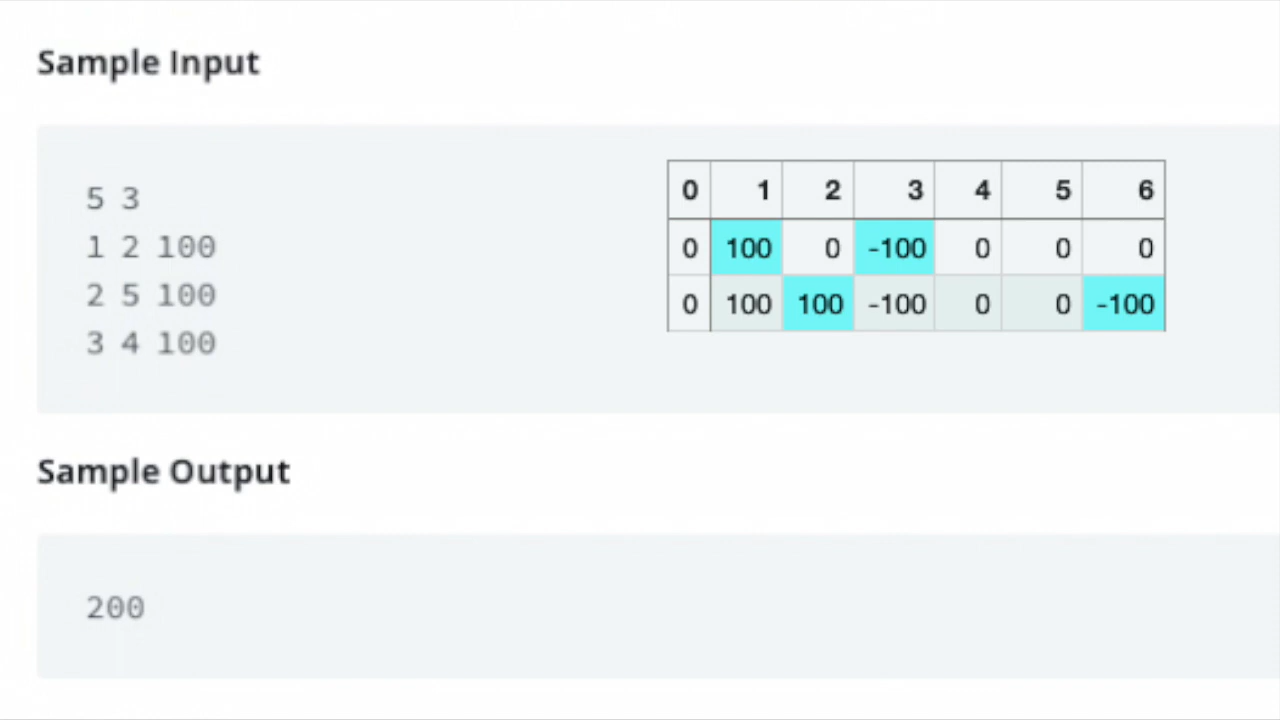 Sample Input
5 3
1 2 100
2 5 100
3 4 100
0 1 2 3 4 5 6
0 100 0 -100 0 0 0
0 100 100 -100 0 0 -100
Sample Output
200